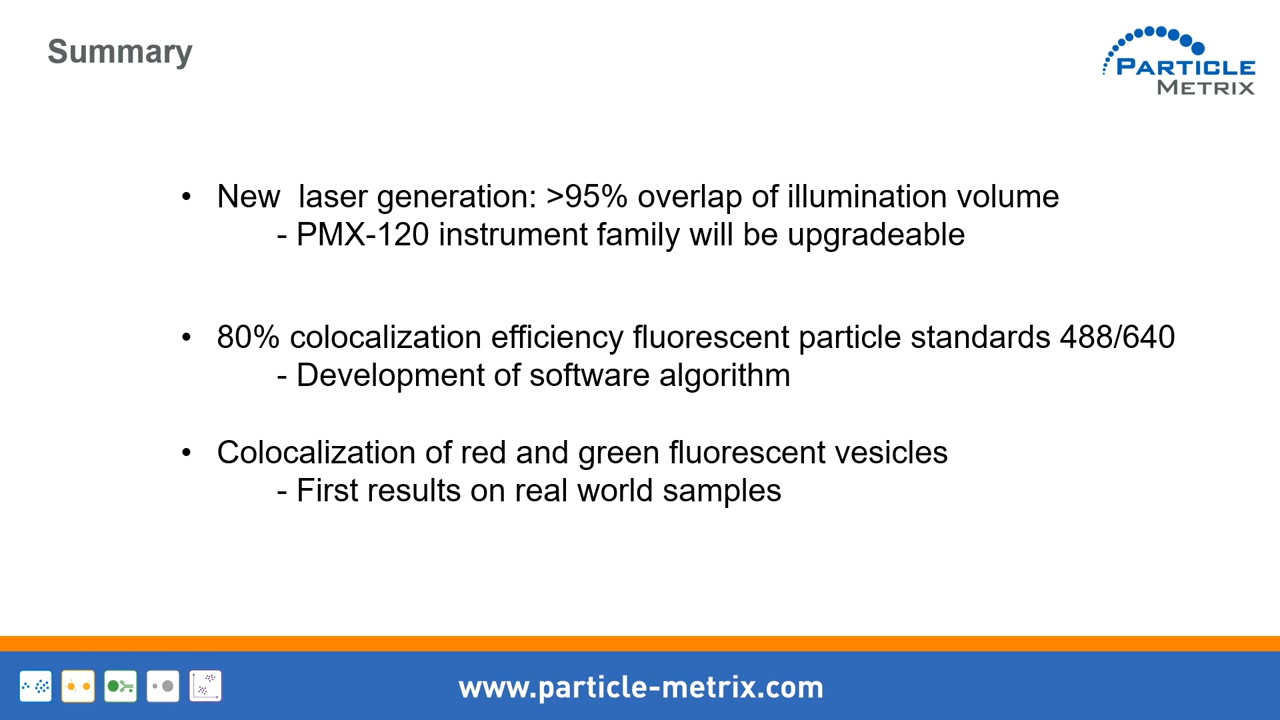 Summary
PARTICLE
METRIX
• New  laser generation: >95% overlap of illumination volume
- PMX-120 instrument family will be upgradeable
• 80% colocalization efficiency fluorescent particle standards 488/640
- Development of software algorithm
• Colocalization of red and green fluorescent vesicles
- First results on real world samples
www.particle-metrix.com